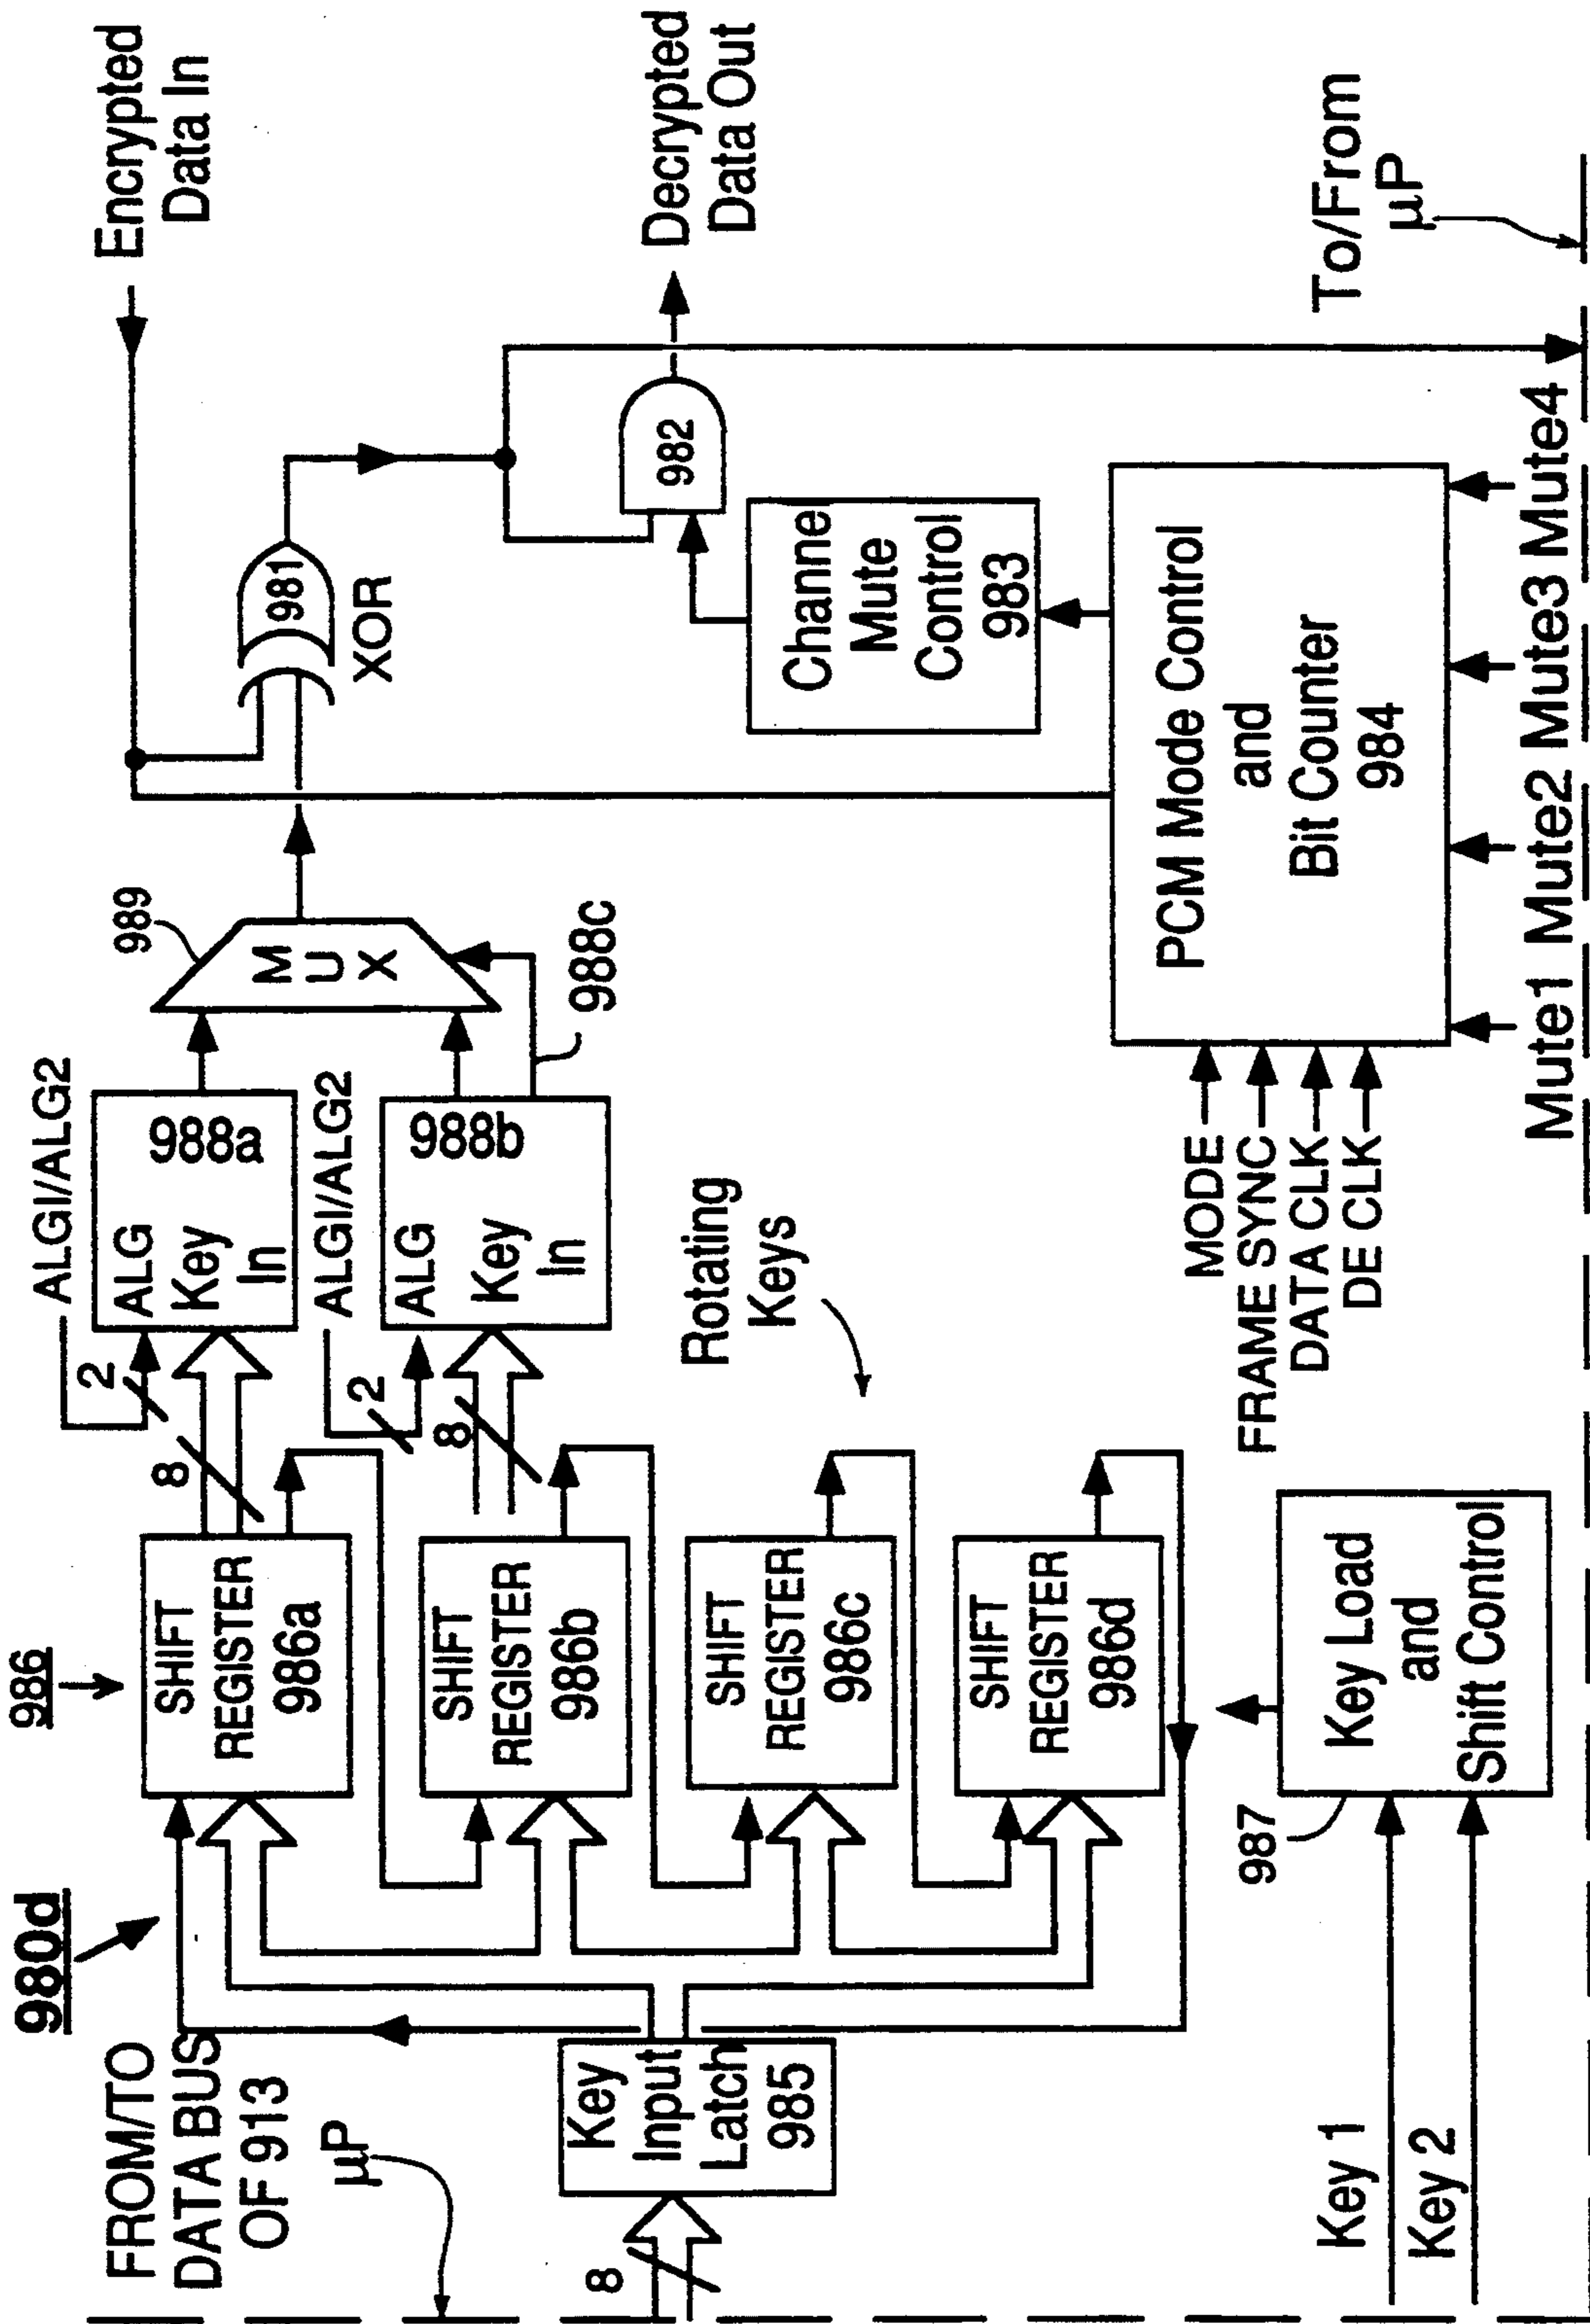 980d
986
FROM/TO
DATA BUS
OF 913
µP
8
Key
Input
Latch
985
SHIFT
REGISTER
986a
SHIFT
REGISTER
986b
SHIFT
REGISTER
986c
SHIFT
REGISTER
986d
Key 1
Key 2
987
Key Load
and
Shift Control
ALGI/ALG2
2
8
ALG
988a
Key
In
ALGI/ALG2
2
8
ALG
988b
Key
In
Rotating
Keys
989
MUX
988c
981
XOR
Encrypted
Data In
982
Decrypted
Data Out
Channel
Mute
Control
983
MODE
FRAME SYNC
DATA CLK
DE CLK
PCM Mode Control
and
Bit Counter
984
Mute1 Mute2 Mute3 Mute4
To/From
µP